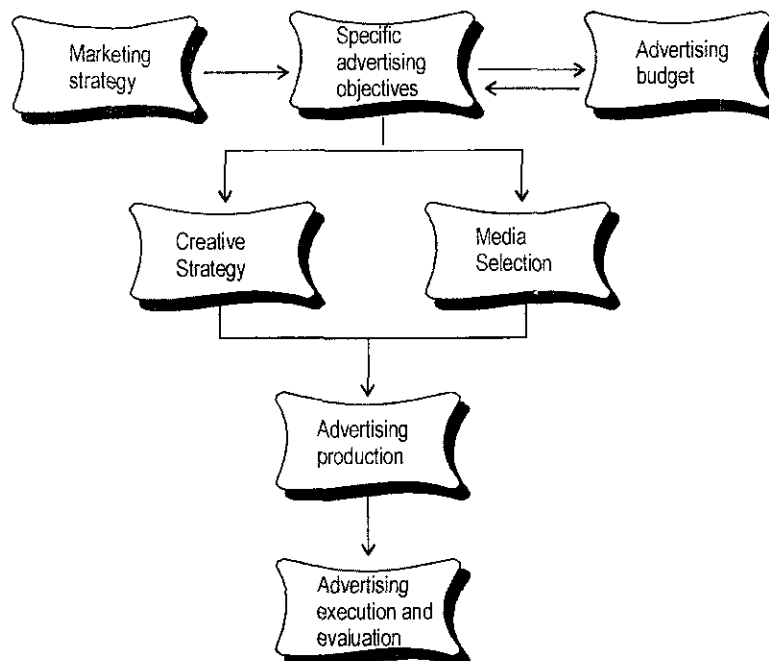 Marketing
strategy
Specific
advertising
objectives
Advertising
budget
Creative
Strategy
Media
Selection
Advertising
production
Advertising
execution and
evaluation